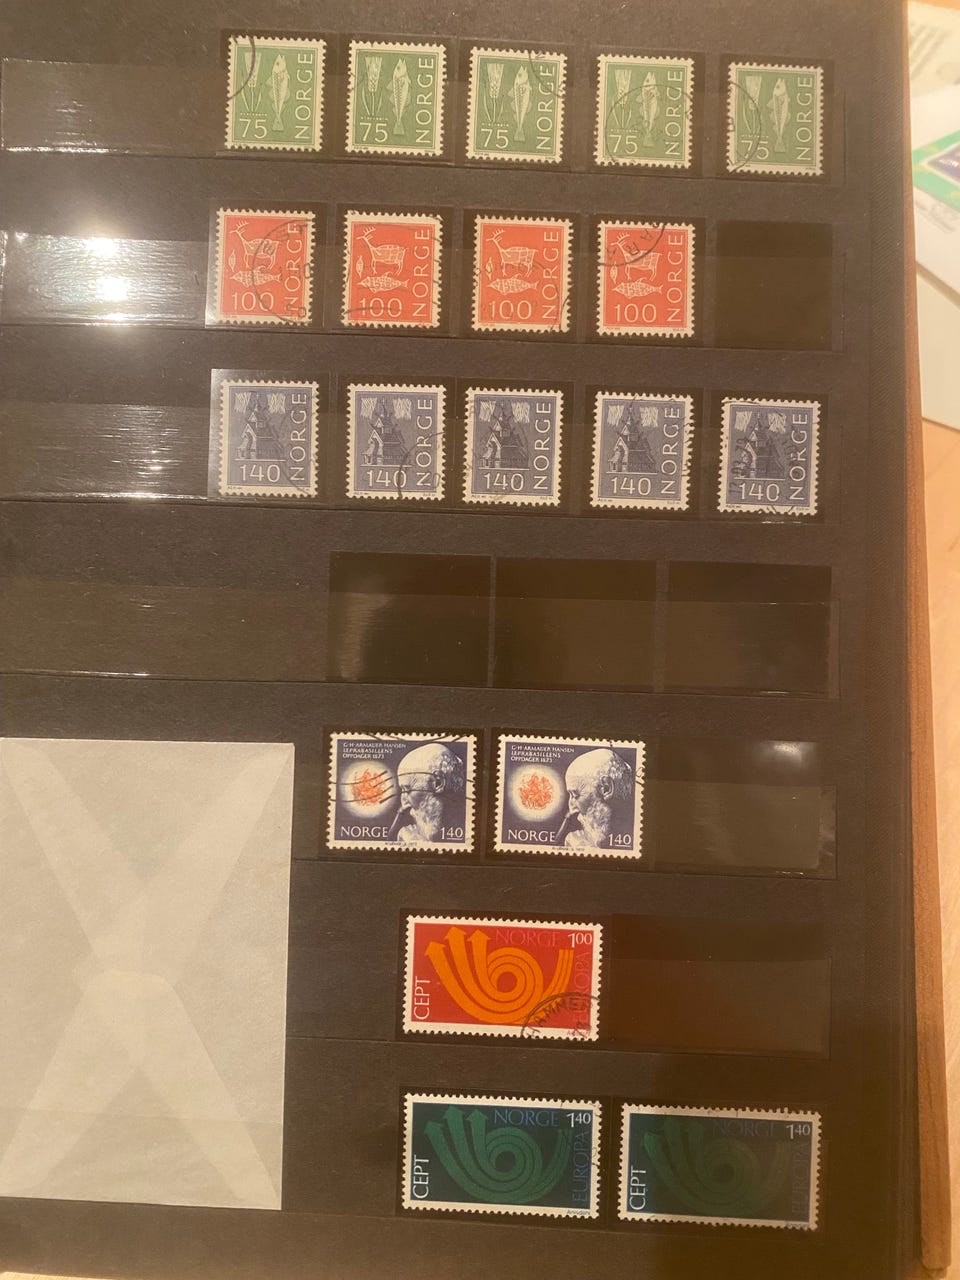 75 NORGE
75 NORGE
75 NORGE
75 NORGE
75 NORGE
100 NORGE
100 NORGE
100 NORGE
100 NORGE
140 NORGE
140 NORGE
140 NORGE
140 NORGE
140 NORGE
G·H·ARMAUER HANSEN
LEPRABASILLENS
OPPDAGER 1873
NORGE 1 40
G·H·ARMAUER HANSEN
LEPRABASILLENS
OPPDAGER 1873
NORGE 1 40
NORGE 1 00
CEPT
EUROPA
HAMMER
NORGE 1 40
CEPT
EUROPA
NORGE 1 40
CEPT
EUROPA